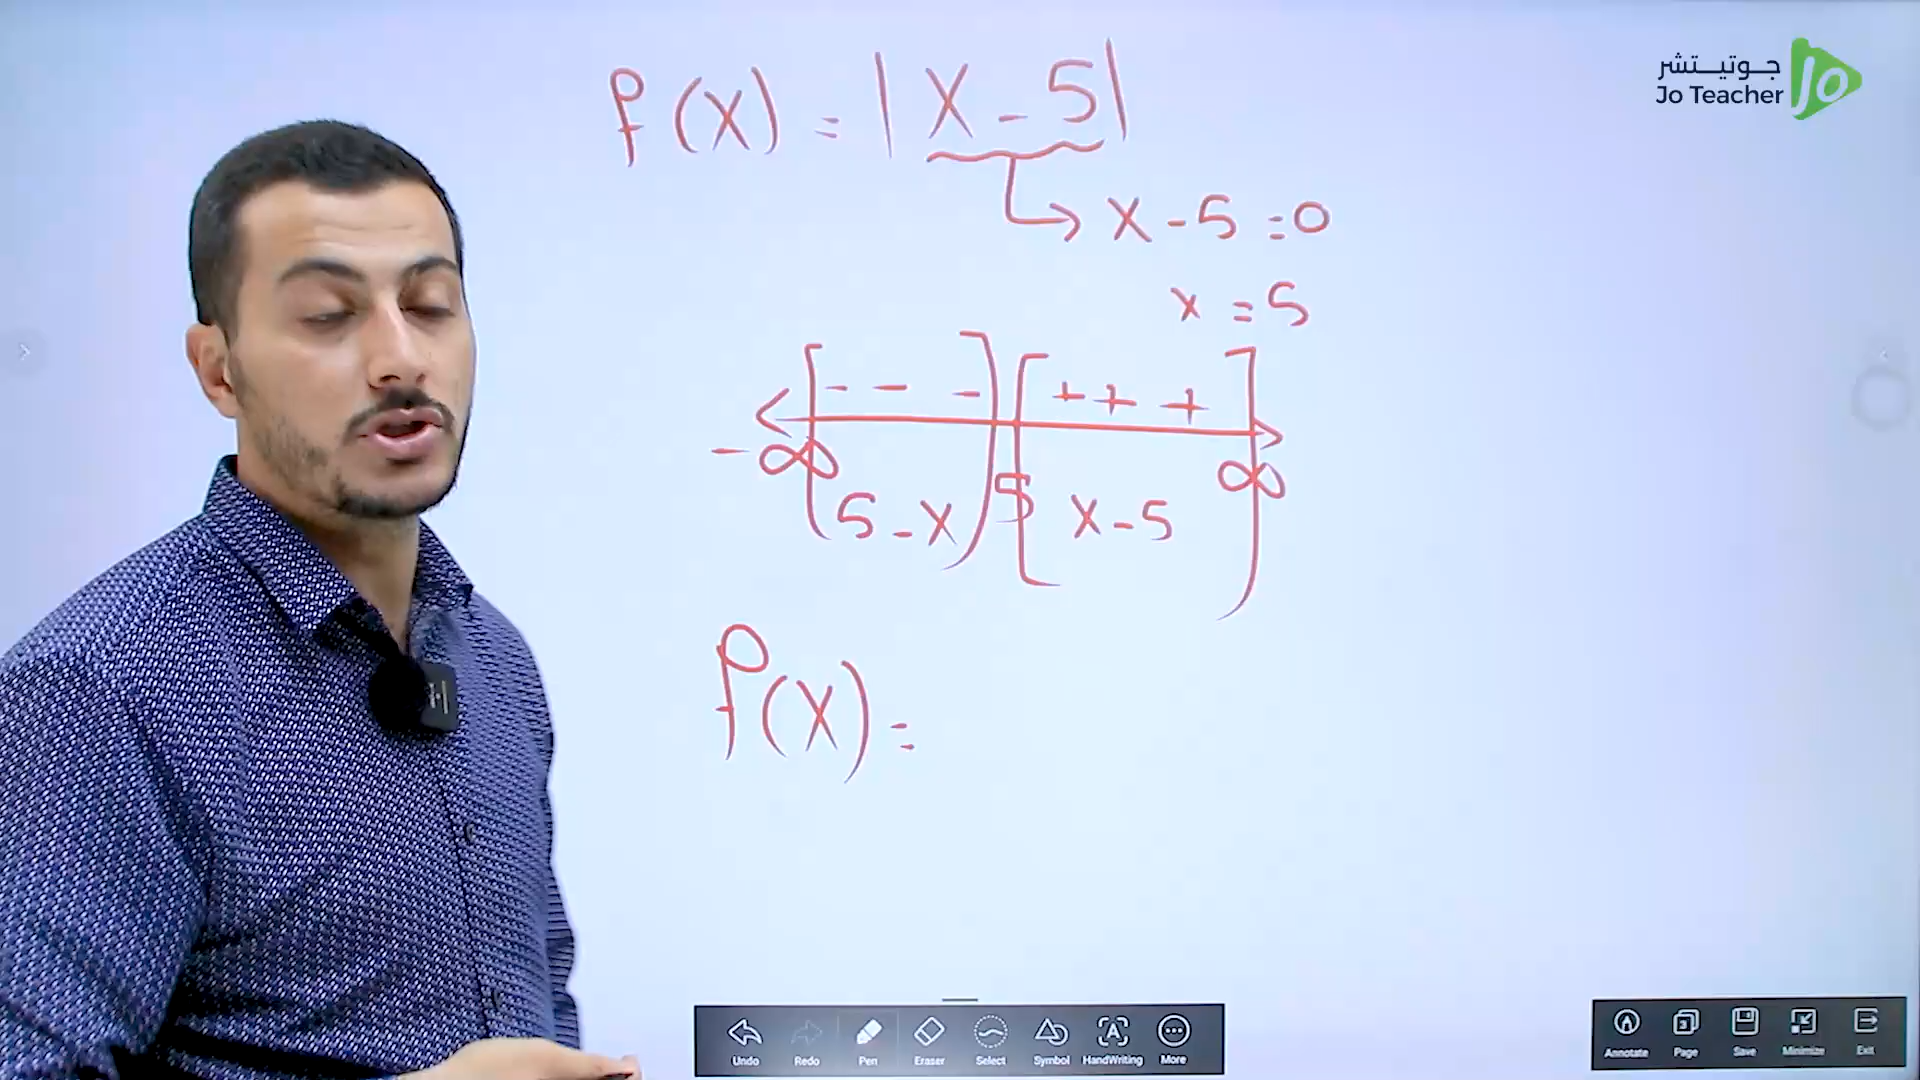 f(x) = |x - 5|
جوتيتشر
Jo Teacher
x - 5 = 0
x = 5
- - - + + +
-∞ 5 ∞
5 - x x - 5
f(x) =
Undo Redo Pen Eraser Select Symbol HandWriting More
Annotate Page Save Minimize Exit